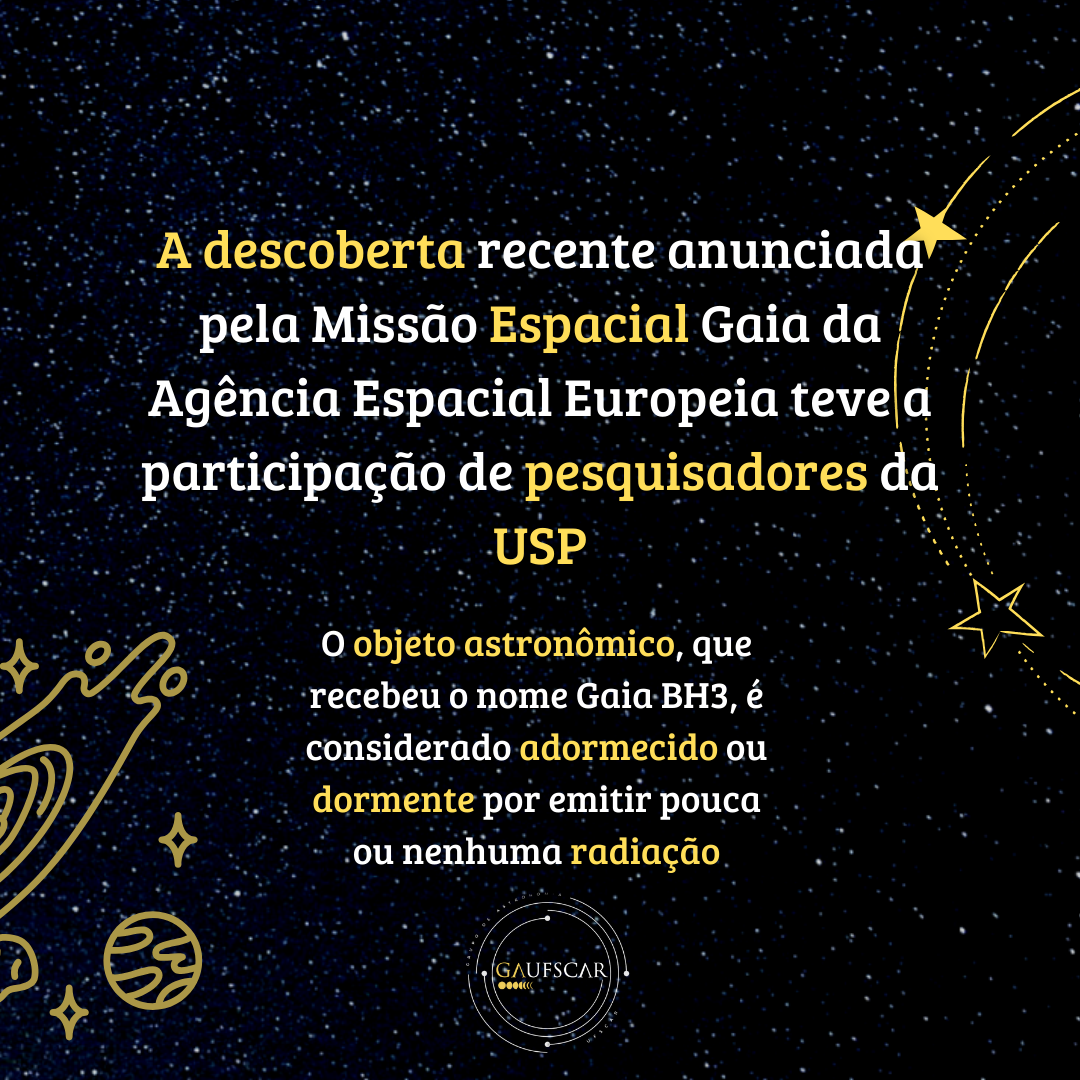 A descoberta recente anunciada
pela Missão Espacial Gaia da
Agência Espacial Europeia teve a
participação de pesquisadores da
USP
O objeto astronômico, que
recebeu o nome Gaia BH3, é
considerado adormecido ou
dormente por emitir pouca
ou nenhuma radiação
GAUFSCAR